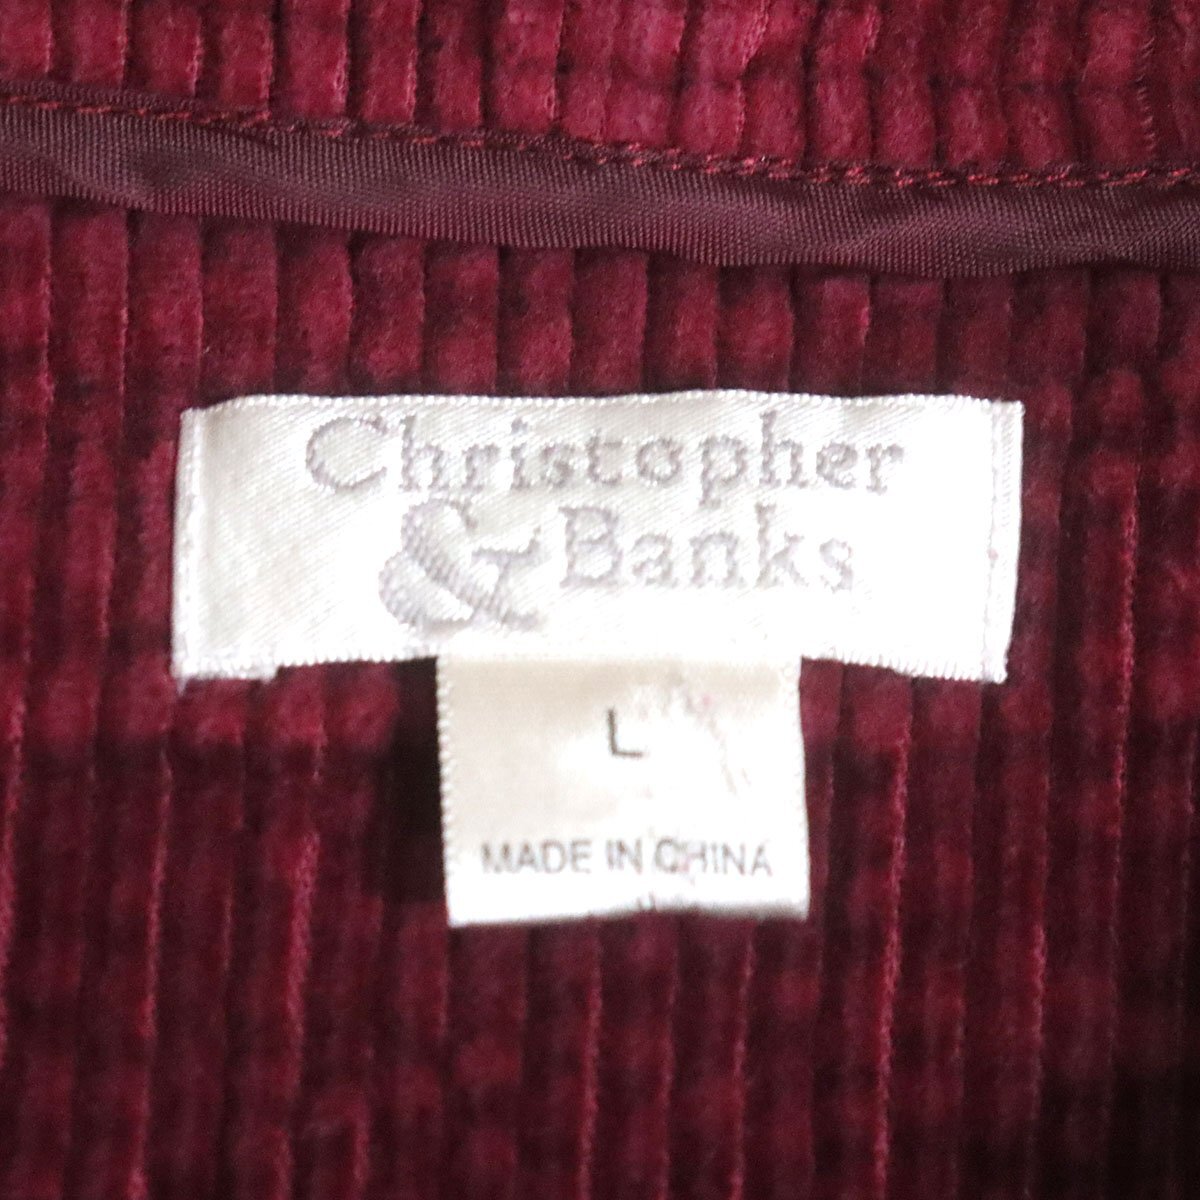 Christopher
& Banks
L
MADE IN CHINA